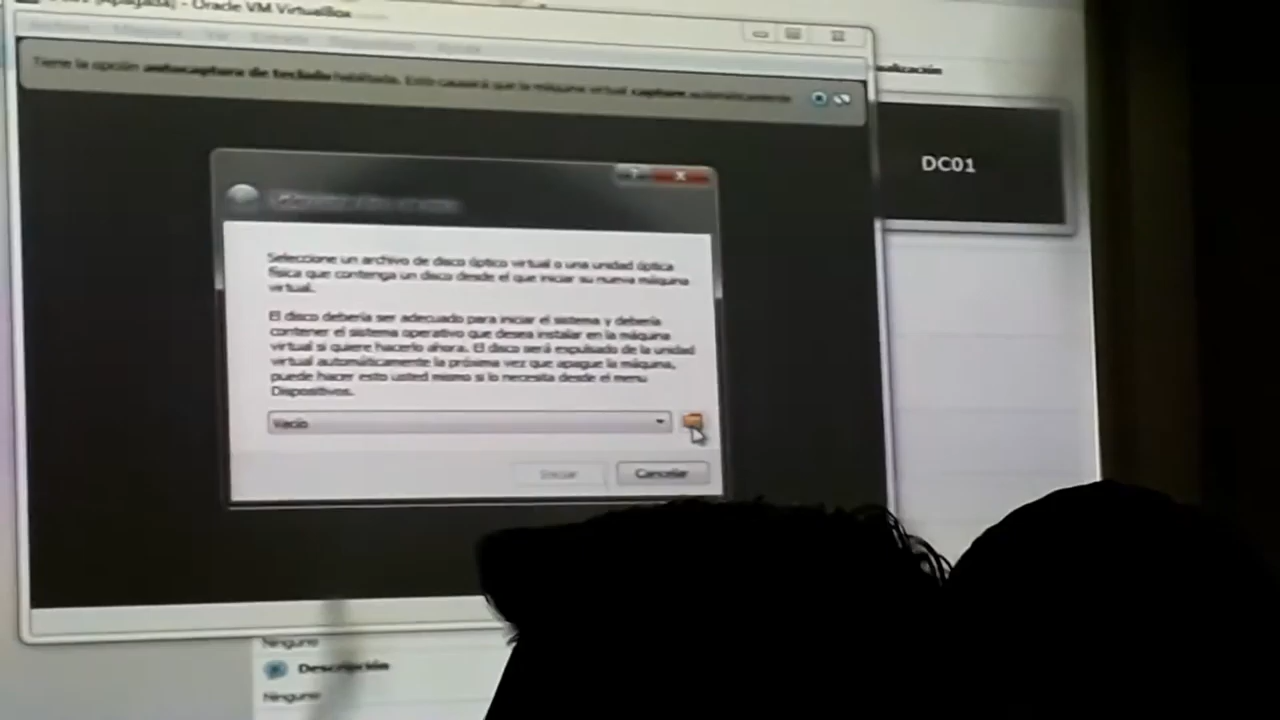 [Apagada] - Oracle VM VirtualBox
Tiene la opción autocaptura de teclado habilitada. Esto causará que la máquina virtual capture automáticamente
DC01
Seleccione un archivo de disco óptico virtual o una unidad óptica
física que contenga un disco desde el que iniciar su nueva máquina
virtual.
El disco debería ser adecuado para iniciar el sistema y debería
contener el sistema operativo que desea instalar en la máquina
virtual si quiere hacerlo ahora. El disco será expulsado de la unidad
virtual automáticamente la próxima vez que apague la máquina,
puede hacer esto usted mismo si lo necesita desde el menú
Dispositivos.
Vacío
Iniciar
Cancelar
Ninguno
Descripción
Ninguno